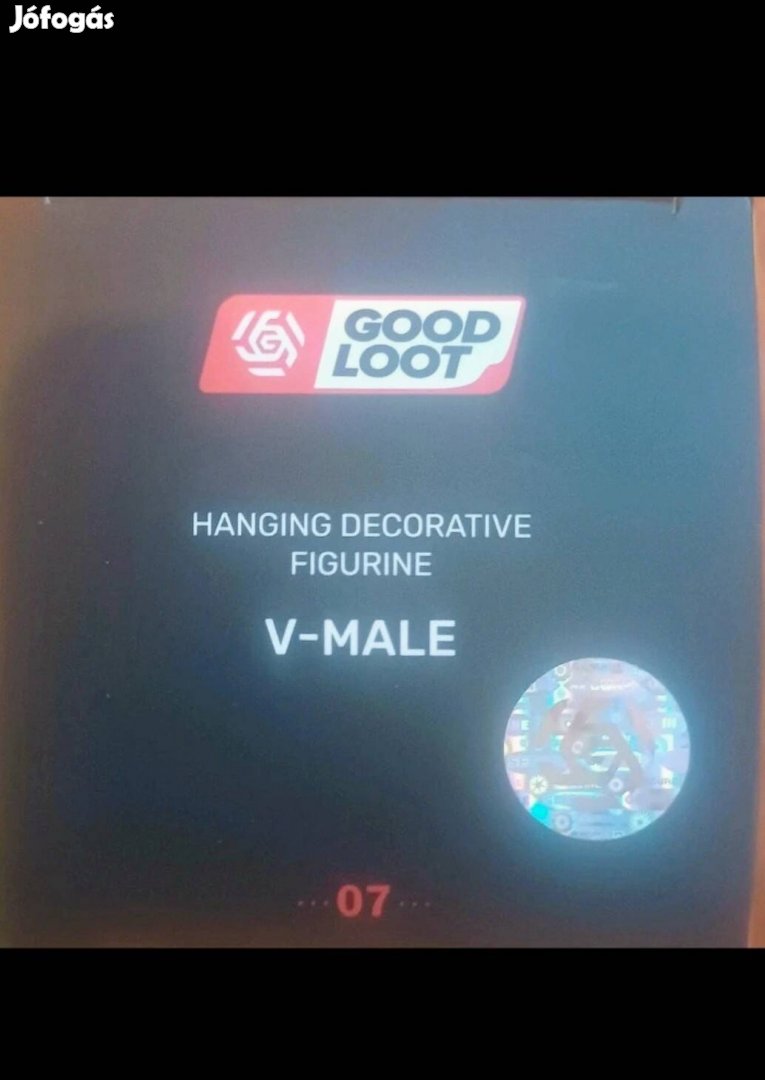 Jófogás
GOOD
LOOT
HANGING DECORATIVE
FIGURINE
V-MALE
07